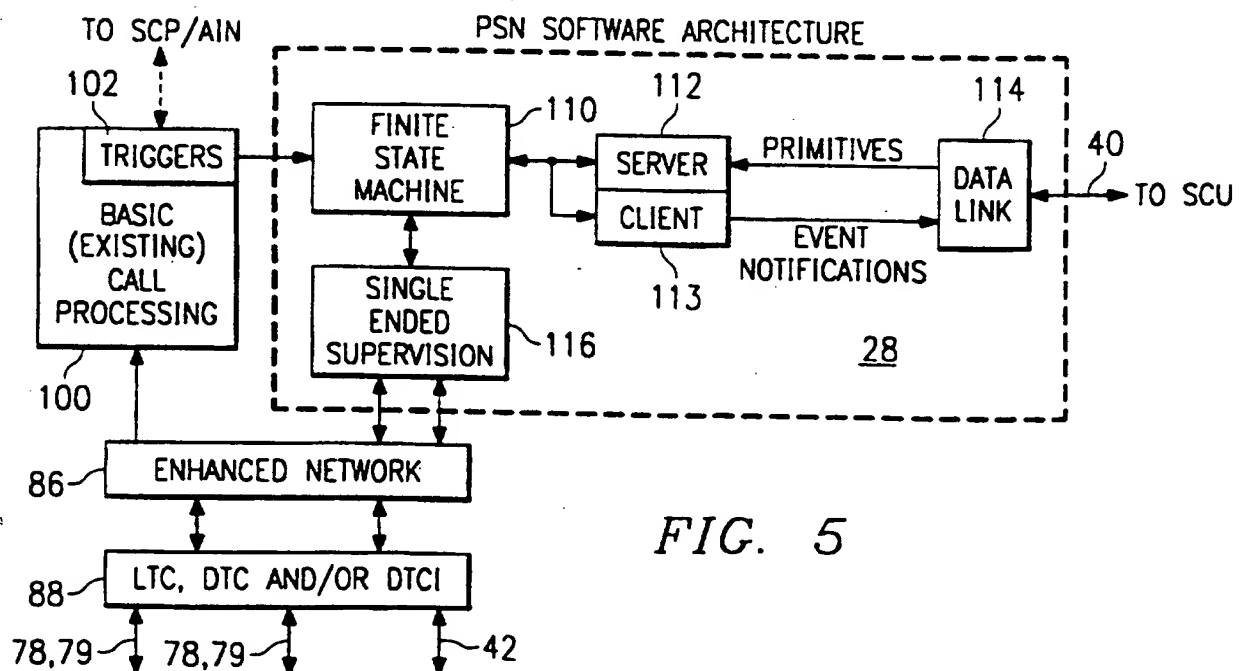 TO SCP/AIN
PSN SOFTWARE ARCHITECTURE
102
110
112
114
TRIGGERS
FINITE
STATE
MACHINE
SERVER
CLIENT
PRIMITIVES
DATA
LINK
40
TO SCU
BASIC
(EXISTING)
CALL
PROCESSING
EVENT
NOTIFICATIONS
113
SINGLE
ENDED
SUPERVISION
116
28
100
86
ENHANCED NETWORK
88
LTC, DTC AND/OR DTCI
FIG. 5
78,79
78,79
42